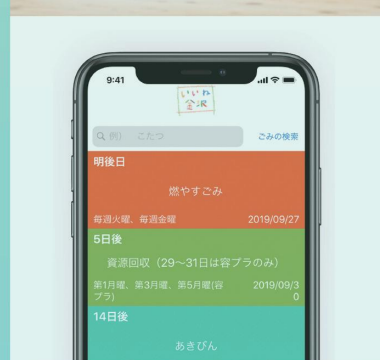 9:41
いいね
金沢
例) こたつ
ごみの検索
明後日
燃やすごみ
毎週火曜、毎週金曜 2019/09/27
5日後
資源回収（29〜31日は容プラのみ）
第1月曜、第3月曜、第5月曜(容 2019/09/3
プラ) 0
14日後
あきびん